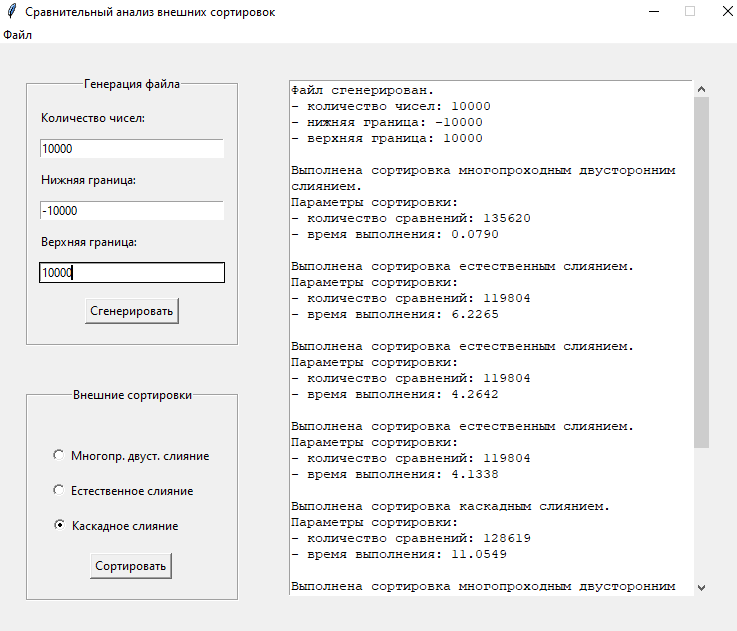 Сравнительный анализ внешних сортировок
Файл
Генерация файла
Количество чисел:
10000
Нижняя граница:
-10000
Верхняя граница:
10000
Сгенерировать
Внешние сортировки
Многопр. двуст. слияние
Естественное слияние
Каскадное слияние
Сортировать
Файл сгенерирован.
- количество чисел: 10000
- нижняя граница: -10000
- верхняя граница: 10000
Выполнена сортировка многопроходным двусторонним
слиянием.
Параметры сортировки:
- количество сравнений: 135620
- время выполнения: 0.0790
Выполнена сортировка естественным слиянием.
Параметры сортировки:
- количество сравнений: 119804
- время выполнения: 6.2265
Выполнена сортировка естественным слиянием.
Параметры сортировки:
- количество сравнений: 119804
- время выполнения: 4.2642
Выполнена сортировка естественным слиянием.
Параметры сортировки:
- количество сравнений: 119804
- время выполнения: 4.1338
Выполнена сортировка каскадным слиянием.
Параметры сортировки:
- количество сравнений: 128619
- время выполнения: 11.0549
Выполнена сортировка многопроходным двусторонним